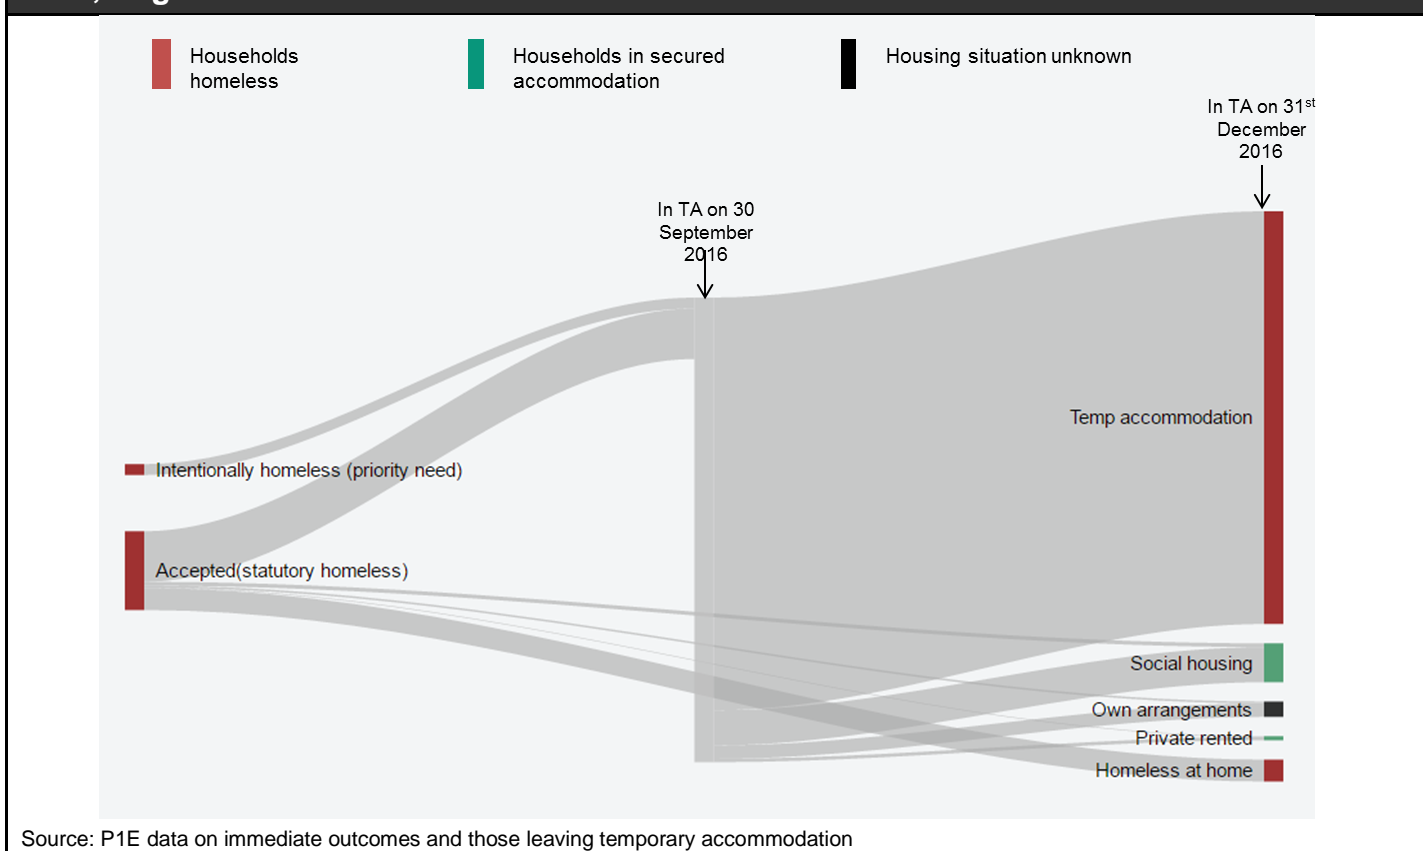 Households
homeless
Households in secured
accommodation
Housing situation unknown
In TA on 31st
December
2016
In TA on 30
September
2016
Temp accommodation
Intentionally homeless (priority need)
Accepted(statutory homeless)
Social housing
Own arrangements
Private rented
Homeless at home
Source: P1E data on immediate outcomes and those leaving temporary accommodation